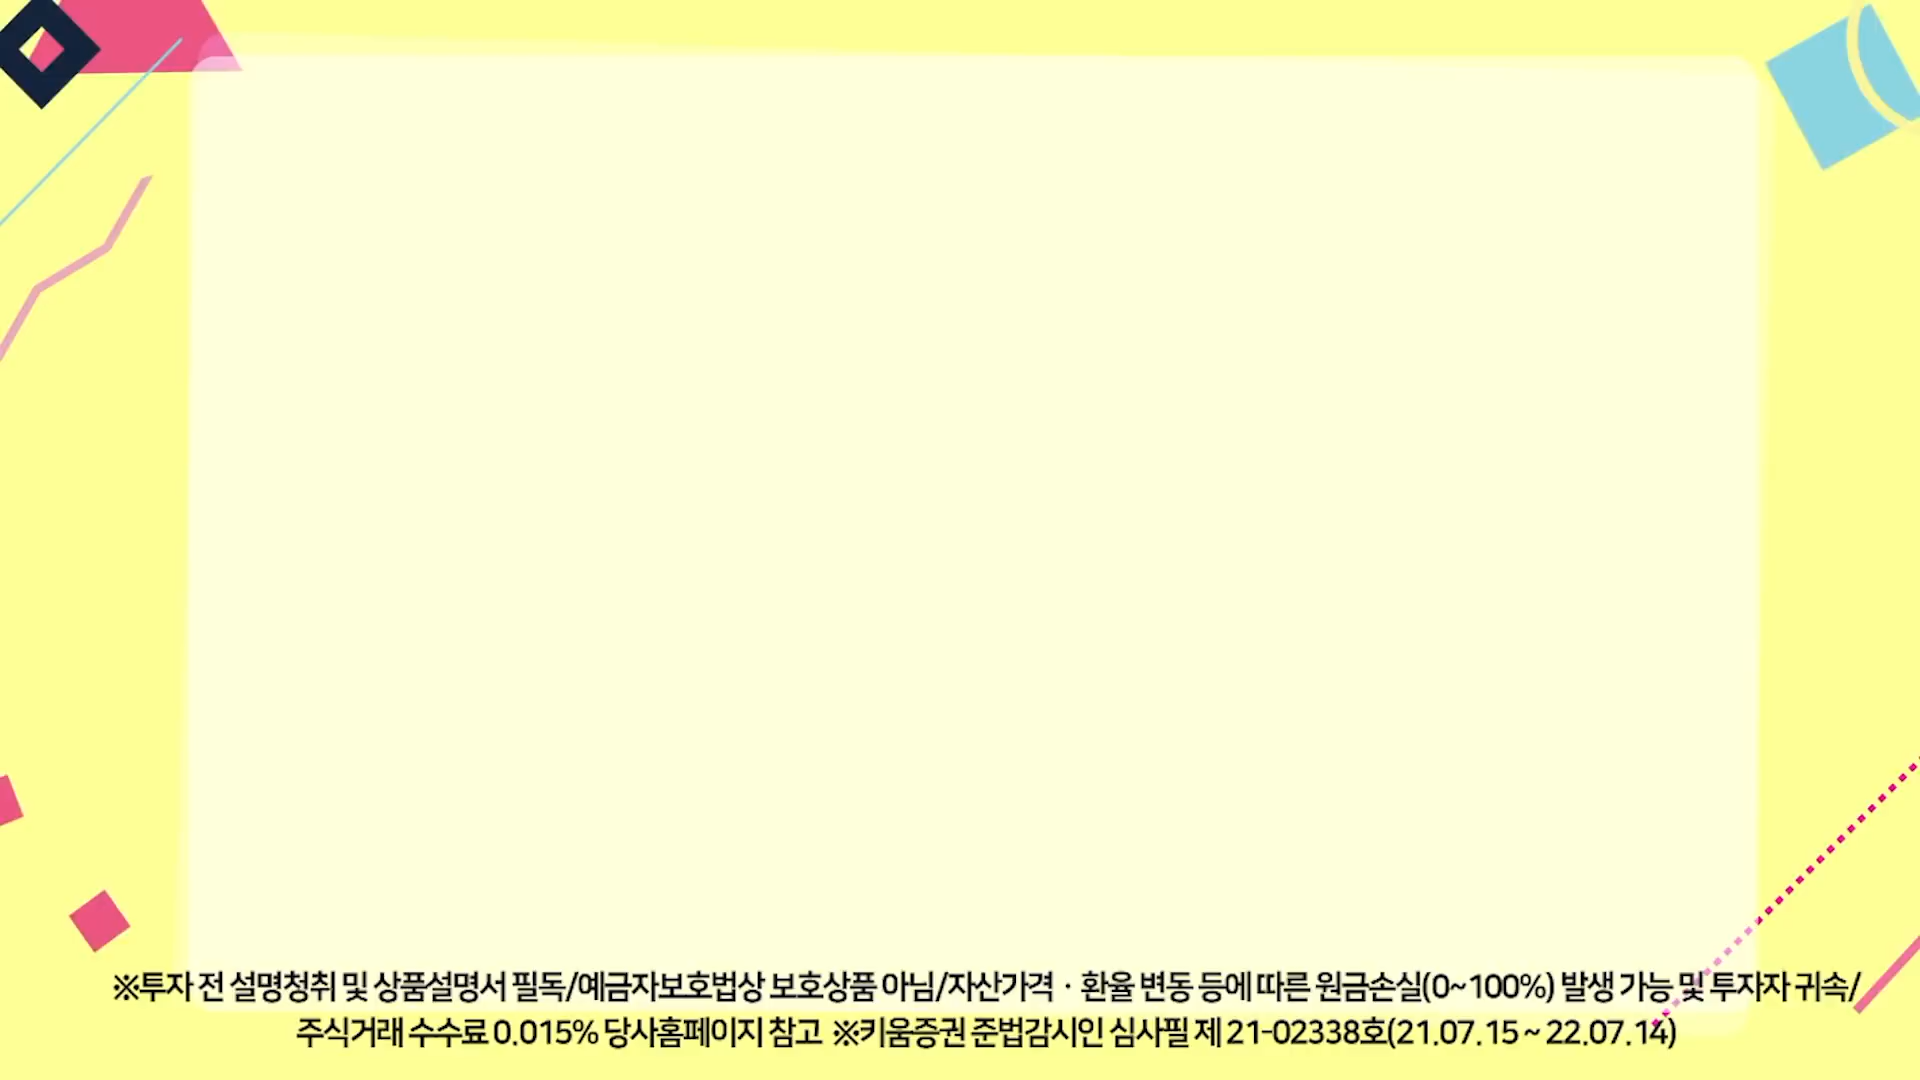 ※투자 전 설명청취 및 상품설명서 필독/예금자보호법상 보호상품 아님/자산가격 · 환율 변동 등에 따른 원금손실(0~100%) 발생 가능 및 투자자 귀속/
주식거래 수수료 0.015% 당사홈페이지 참고 ※키움증권 준법감시인 심사필 제 21-02338호(21.07.15 ~ 22.07.14)